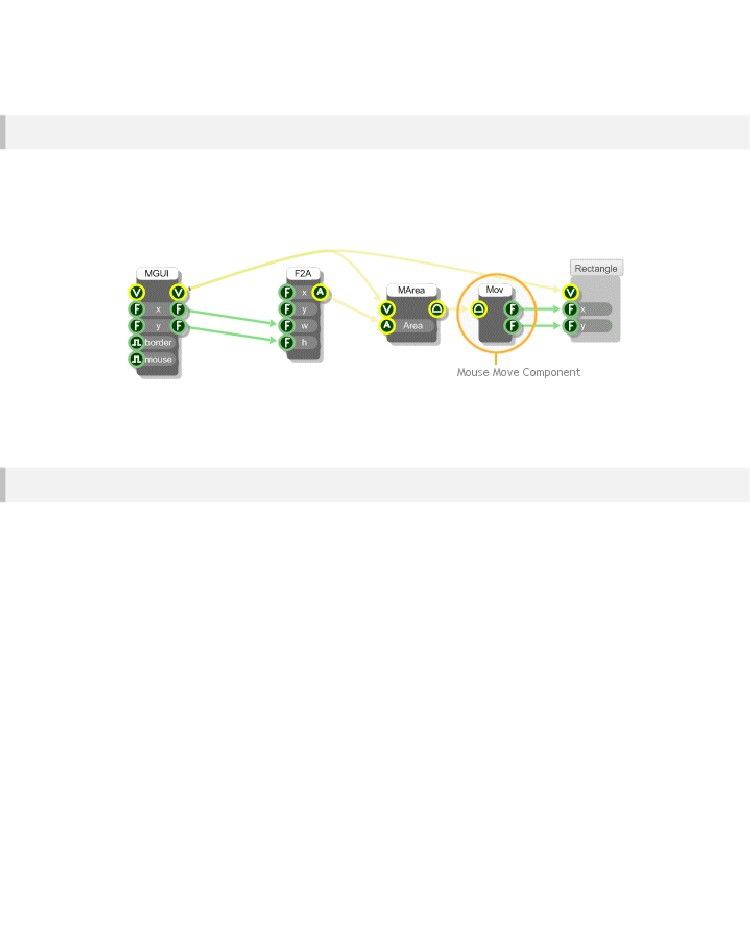 MGUI
V V
F x F
F y F
border
mouse
F2A
F x A
F y
F w
F h
MArea
V
A Area
IMov
F
F
Mouse Move Component
Rectangle
V
F x
F y